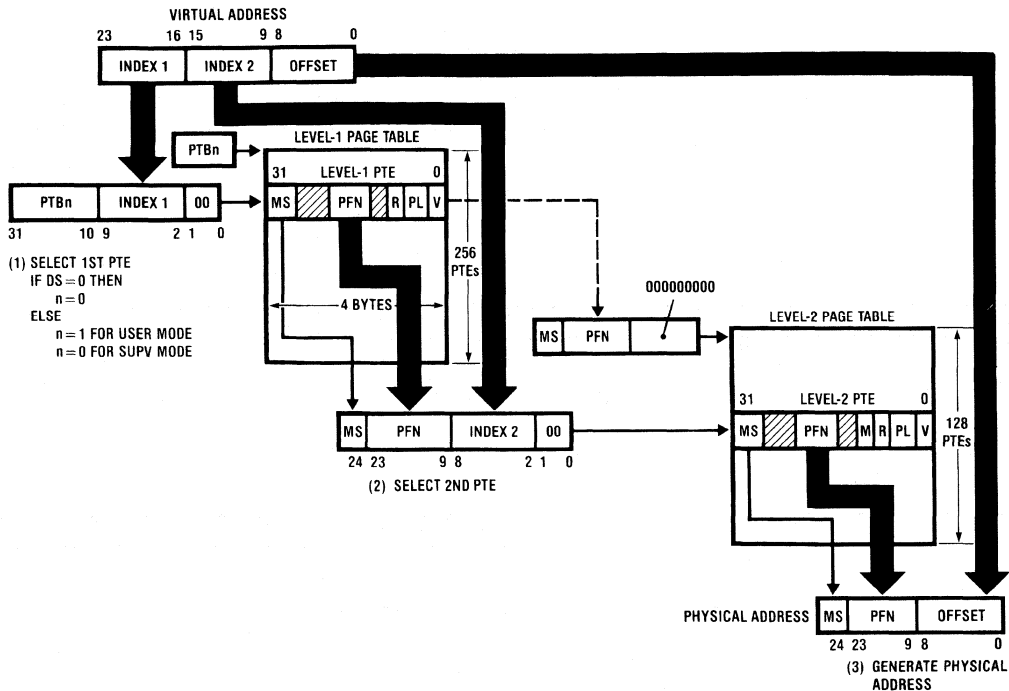 VIRTUAL ADDRESS
23 16 15 9 8 0
INDEX 1 INDEX 2 OFFSET
LEVEL-1 PAGE TABLE
PTBn
31 LEVEL-1 PTE 0
PTBn INDEX 1 00
MS PFN R PL V
31 10 9 2 1 0
256
PTEs
(1) SELECT 1ST PTE
IF DS=0 THEN
n=0
ELSE
n=1 FOR USER MODE
n=0 FOR SUPV MODE
4 BYTES
000000000
MS PFN
LEVEL-2 PAGE TABLE
31 LEVEL-2 PTE 0
MS PFN M R PL V
128
PTEs
MS PFN INDEX 2 00
24 23 9 8 2 1 0
(2) SELECT 2ND PTE
PHYSICAL ADDRESS MS PFN OFFSET
24 23 9 8 0
(3) GENERATE PHYSICAL
ADDRESS